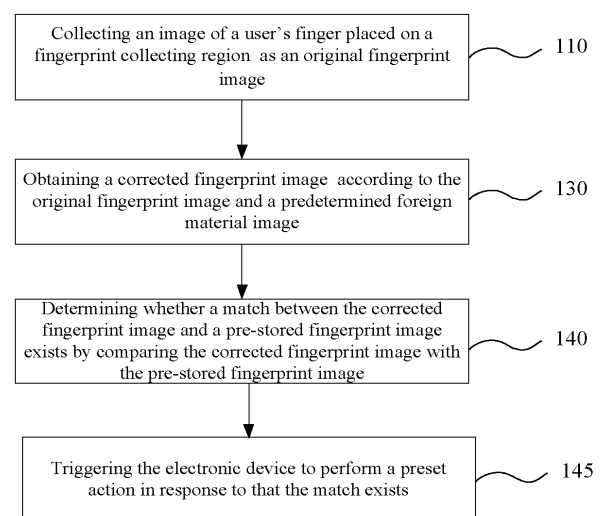 Collecting an image of a user's finger placed on a
fingerprint collecting region as an original fingerprint
image
110
Obtaining a corrected fingerprint image according to the
original fingerprint image and a predetermined foreign
material image
130
Determining whether a match between the corrected
fingerprint image and a pre-stored fingerprint image
exists by comparing the corrected fingerprint image with
the pre-stored fingerprint image
140
Triggering the electronic device to perform a preset
action in response to that the match exists
145